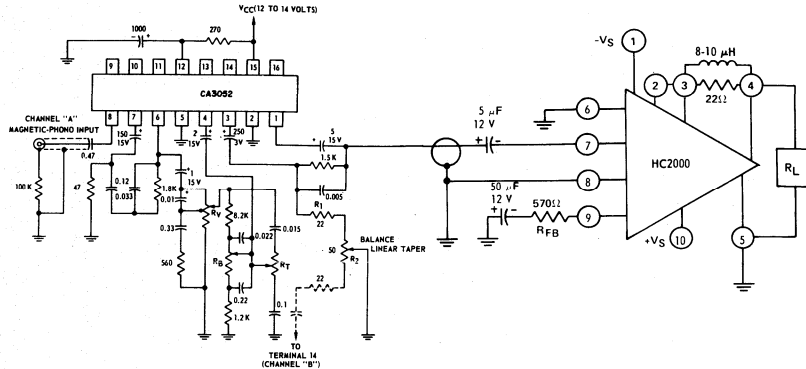 VCC(12 TO 14 VOLTS)
1000
270
9 10 11 12 13 14 15 16
CA3052
8 7 6 5 4 3 2 1
CHANNEL "A"
MAGNETIC-PHONO INPUT
0.47
100 K
150
15V
47
0.12
0.033
1.8K
0.01
1
15 V
0.33
560
RV
2
15V
8.2K
0.022
RB
0.22
1.2K
0.015
RT
0.1
250
3V
5
15 V
1.5K
0.005
R1
22
50
R2
BALANCE
LINEAR TAPER
22
TO
TERMINAL 14
(CHANNEL "B")
5 µF
12 V
50 µF
12 V
570Ω
RFB
-VS
1
6
7
8
9
HC2000
+VS
10
2
3
4
8-10 µH
22Ω
5
RL